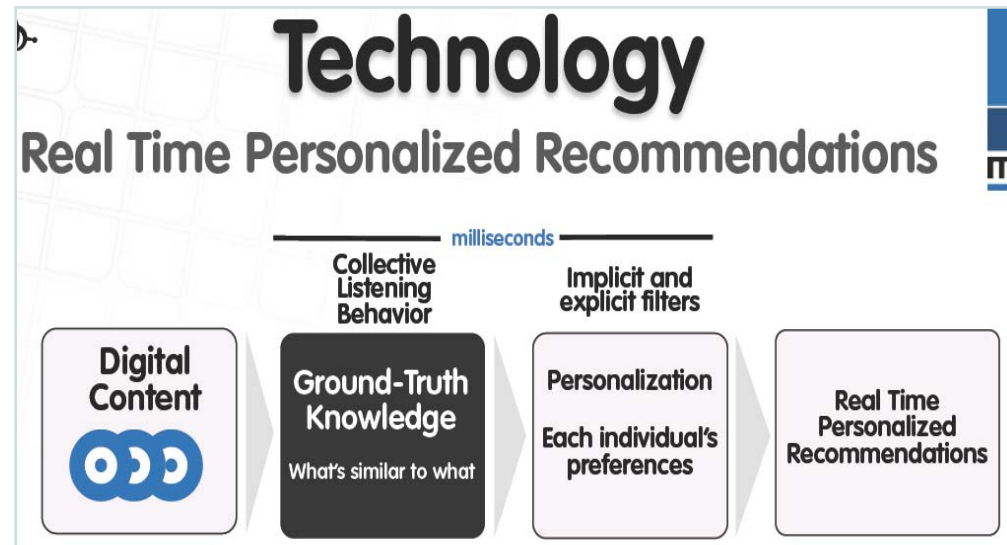 Technology
Real Time Personalized Recommendations
milliseconds
Collective
Listening
Behavior
Implicit and
explicit filters
Digital
Content
Ground-Truth
Knowledge
What's similar to what
Personalization
Each individual's
preferences
Real Time
Personalized
Recommendations